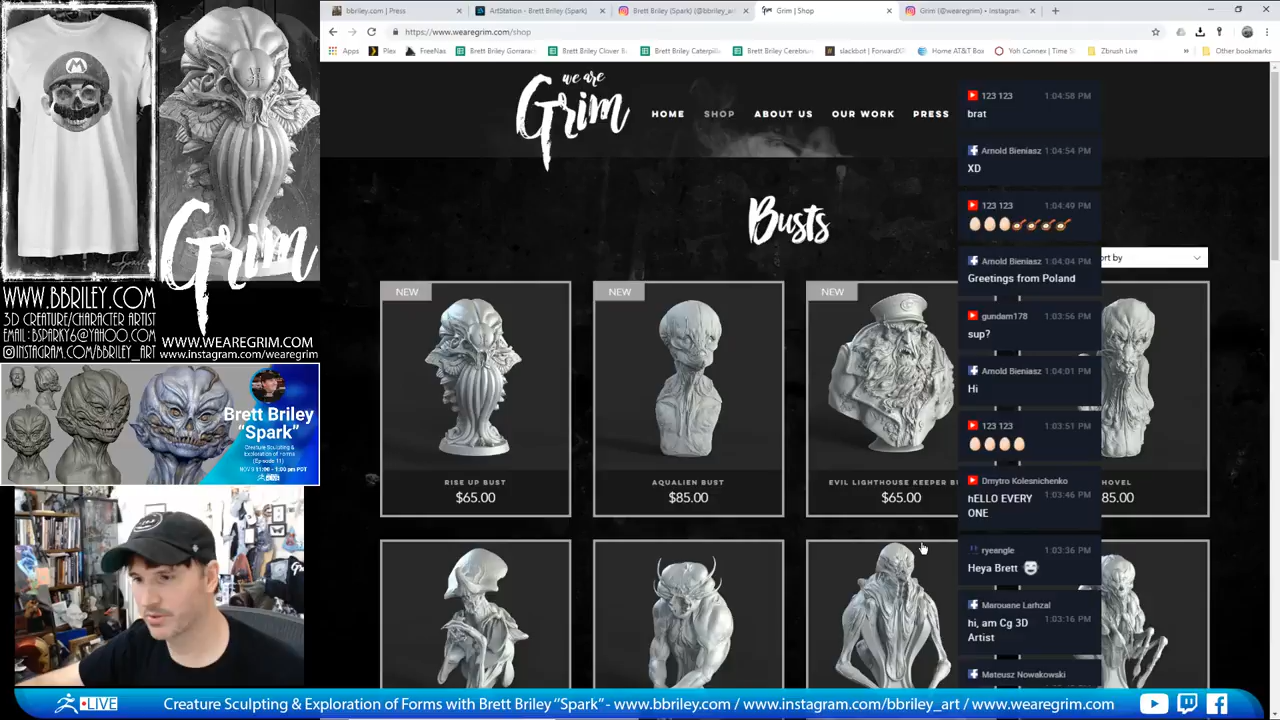 bbriley.com | Press
ArtStation - Brett Briley (Spark)
Brett Briley (Spark) (@bbriley_ar
Grim | Shop
Grim (@wearegrim) • Instagram
https://www.wearegrim.com/shop
Apps
Plex
FreeNas
Brett Briley Gorrarac
Brett Briley Clover B
Brett Briley Caterpil
Brett Briley Cerebru
slackbot | ForwardX
Home AT&T Box
Yoh Connex | Time S
Zbrush Live
»
Other bookmarks
we are
Grim
HOME
SHOP
ABOUT US
OUR WORK
PRESS
Busts
ort by
NEW
RISE UP BUST
$65.00
NEW
AQUALIEN BUST
$85.00
NEW
EVIL LIGHTHOUSE KEEPER B
$65.00
HOVEL
85.00
123 123 1:04:58 PM
brat
Arnold Bieniasz 1:04:54 PM
XD
123 123 1:04:49 PM
Arnold Bieniasz 1:04:04 PM
Greetings from Poland
gundam178 1:03:56 PM
sup?
Arnold Bieniasz 1:04:01 PM
Hi
123 123 1:03:51 PM
Dmytro Kolesnichenko
hELLO EVERY 1:03:46 PM
ONE
ryeangle 1:03:36 PM
Heya Brett
Marouane Larhzal
hi, am Cg 3D 1:03:16 PM
Artist
Mateusz Nowakowski
M
Spark
Grim
WWW.BBRILEY.COM
3D CREATURE/CHARACTER ARTIST
EMAIL: BSPARKY6@YAHOO.COM
INSTAGRAM.COM/BBRILEY_ART
WWW.WEAREGRIM.COM
www.instagram.com/wearegrim
Brett Briley
"Spark"
Creature Sculpting &
Exploration of Forms
(Episode 11)
NOV 9 11:00 - 1:00 pm PDT
LIVE
LIVE
Creature Sculpting & Exploration of Forms with Brett Briley "Spark" - www.bbriley.com / www.instagram.com/bbriley_art / www.wearegrim.com